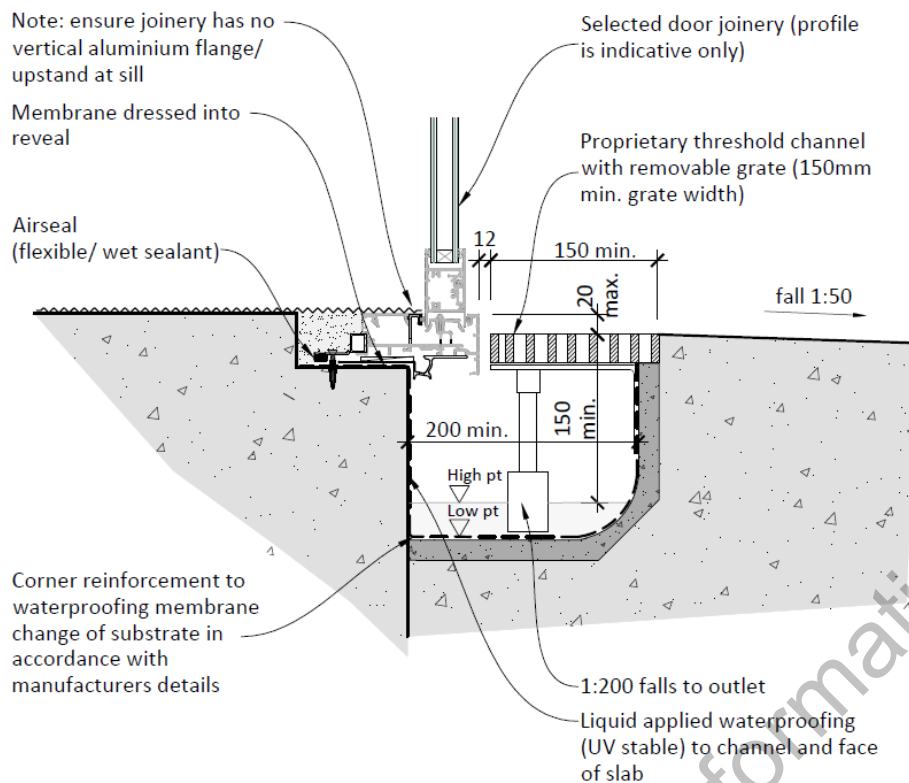 Note: ensure joinery has no
vertical aluminium flange/
upstand at sill
Membrane dressed into
reveal
Airseal
(flexible/ wet sealant)
Selected door joinery (profile
is indicative only)
Proprietary threshold channel
with removable grate (150mm
min. grate width)
12
150 min.
20
max.
fall 1:50
200 min.
150
min.
High pt
Low pt
Corner reinforcement to
waterproofing membrane
change of substrate in
accordance with
manufacturers details
1:200 falls to outlet
Liquid applied waterproofing
(UV stable) to channel and face
of slab